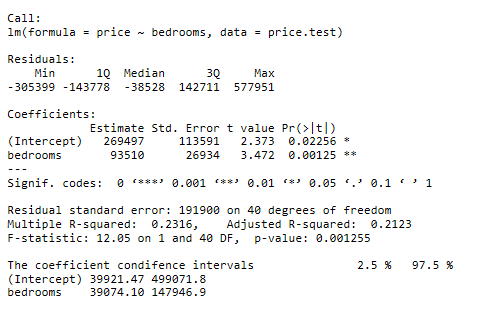 Call:
lm(formula = price ~ bedrooms, data = price.test)
Residuals:
Min 1Q Median 3Q Max
-305399 -143778 -38528 142711 577951
Coefficients:
Estimate Std. Error t value Pr(>|t|)
(Intercept) 269497 113591 2.373 0.02256 *
bedrooms 93510 26934 3.472 0.00125 **
---
Signif. codes: 0 ‘***’ 0.001 ‘**’ 0.01 ‘*’ 0.05 ‘.’ 0.1 ‘ ’ 1
Residual standard error: 191900 on 40 degrees of freedom
Multiple R-squared: 0.2316, Adjusted R-squared: 0.2123
F-statistic: 12.05 on 1 and 40 DF, p-value: 0.001255
The coefficient condifence intervals 2.5 % 97.5 %
(Intercept) 39921.47 499071.8
bedrooms 39074.10 147946.9